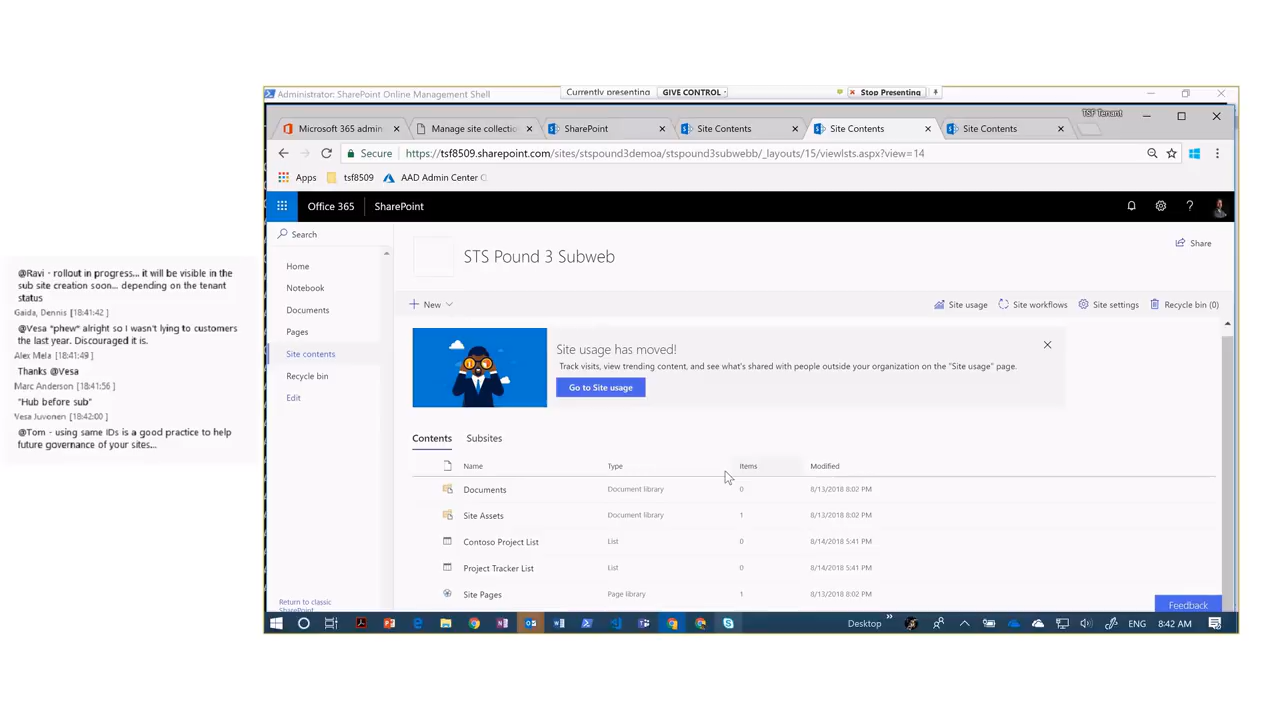 @Ravi - rollout in progress... it will be visible in the
sub site creation soon... depending on the tenant
status
Gaida, Dennis [18:41:42 ]
@Vesa "phew" alright so I wasn't lying to customers
the last year. Discouraged it is.
Alex Mela [18:41:49 ]
Thanks @Vesa
Marc Anderson [18:41:56 ]
"Hub before sub"
Vesa Juvonen [18:42:00 ]
@Tom - using same IDs is a good practice to help
future governance of your sites...
Administrator: SharePoint Online Management Shell
Currently presenting
GIVE CONTROL
Stop Presenting
TSF Tenant
Microsoft 365 admin
Manage site collectio
SharePoint
Site Contents
Site Contents
Site Contents
Secure
https://tsf8509.sharepoint.com/sites/stspound3demoa/stspound3subwebb/_layouts/15/viewlsts.aspx?view=14
Apps
tsf8509
AAD Admin Center
Office 365
SharePoint
Search
Home
Notebook
Documents
Pages
Site contents
Recycle bin
Edit
Return to classic
SharePoint
STS Pound 3 Subweb
Share
New
Site usage
Site workflows
Site settings
Recycle bin (0)
Site usage has moved!
Track visits, view trending content, and see what's shared with people outside your organization on the "Site usage" page.
Go to Site usage
Contents
Subsites
Name Type Items Modified
Documents Document library 0 8/13/2018 8:02 PM
Site Assets Document library 1 8/13/2018 8:02 PM
Contoso Project List List 0 8/14/2018 5:41 PM
Project Tracker List List 0 8/14/2018 5:41 PM
Site Pages Page library 1 8/13/2018 8:02 PM
Feedback
Desktop
ENG
8:42 AM